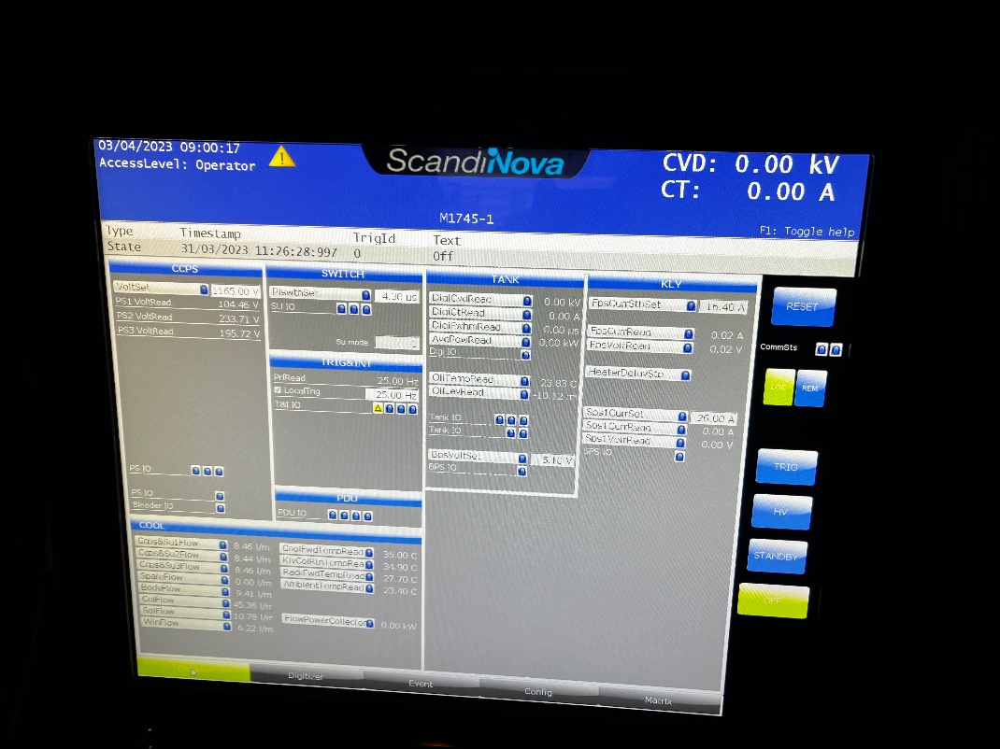 03/04/2023 09:00:17
AccessLevel: Operator
ScandiNova
CVD: 0.00 kV
CT: 0.00 A
M1745-1
F1: Toggle help
Type Timestamp TrigId Text
State 31/03/2023 11:26:28:997 0 Off
CCPS
VoltSet 1165.00 V
PS1 VoltRead 104.46 V
PS2 VoltRead 233.71 V
PS3 VoltRead 195.72 V
PS IO
PS IO
Bleeder IO
SWITCH
PlswthSet 4.30 us
SU IO
SU mode
TRIG&INT
PrfRead 25.00 Hz
LocalTrig 25.00 Hz
T&I IO
PDU
PDU IO
TANK
DigiCvdRead 0.00 kV
DigiCtRead 0.00 A
DigiFwhmRead 0.00 µs
AvgPowRead 0.00 kW
Digi IO
OilTempRead 23.83 C
OilLevRead -10.12 mm
Tank IO
Tank IO
BpsVoltSet 5.10 V
BPS IO
KLY
FpsCurrSthSet 16.40 A
FpsCurrRead 0.02 A
FpsVoltRead 0.02 V
HeaterDelayStp
Sps1CurrSet 26.00 A
Sps1CurrRead 0.00 A
Sps1VoltRead 0.00 V
SPS IO
COOL
Ccps&Su1Flow 8.46 l/m
Ccps&Su2Flow 8.44 l/m
Ccps&Su3Flow 8.46 l/m
SpareFlow 0.00 l/m
BodyFlow 9.41 l/m
ColFlow 45.36 l/m
SolFlow 10.78 l/m
WinFlow 6.22 l/m
CoolFwdTempRead 35.00 C
KlyColRtnTempRea 34.90 C
RackFwdTempRead 27.70 C
AmbientTempRead 23.40 C
FlowPowerCollector 0.00 kW
RESET
CommSts
LOC REM
TRIG
HV
STANDBY
OFF
Digitizer Event Config Matrix